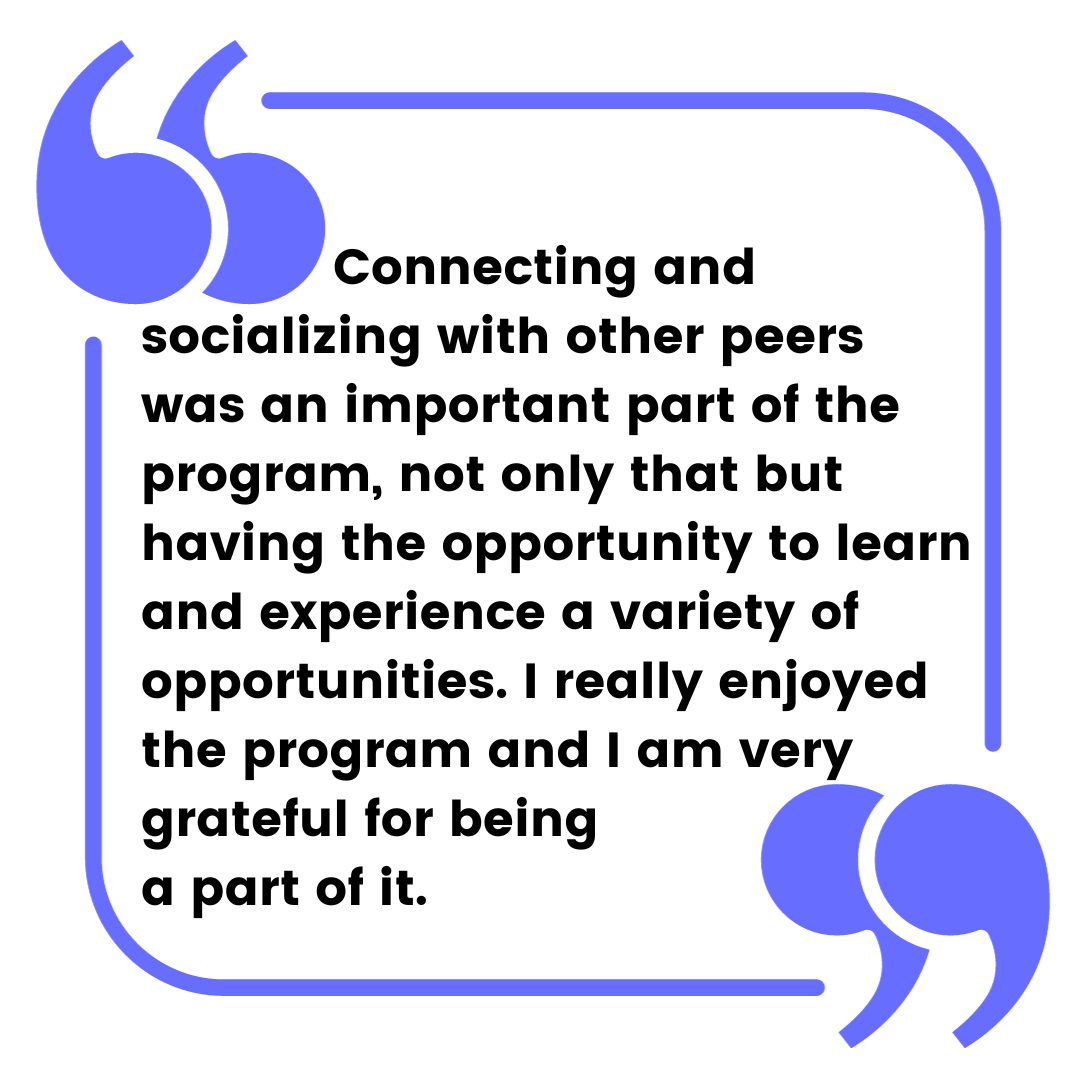 Connecting and
socializing with other peers
was an important part of the
program, not only that but
having the opportunity to learn
and experience a variety of
opportunities. I really enjoyed
the program and I am very
grateful for being
a part of it.